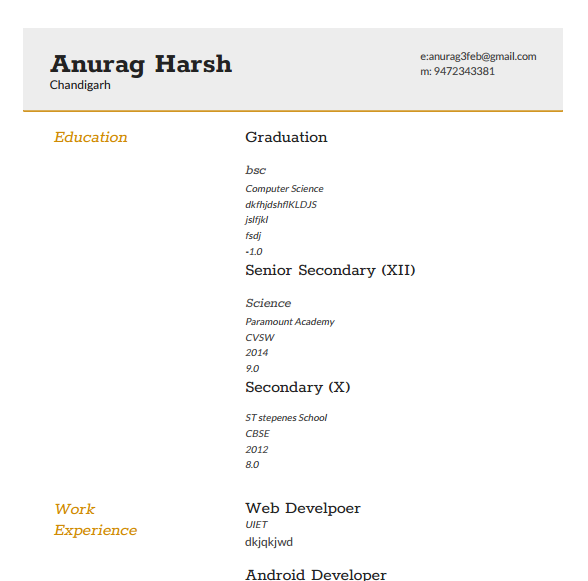 Anurag Harsh
Chandigarh
e:anurag3feb@gmail.com
m: 9472343381
Education
Graduation
bsc
Computer Science
dkfhjdshflKLDJS
jslfjkl
fsdj
-1.0
Senior Secondary (XII)
Science
Paramount Academy
CVSW
2014
9.0
Secondary (X)
ST stepenes School
CBSE
2012
8.0
Work
Experience
Web Develpoer
UIET
dkjqkjwd
Android Developer